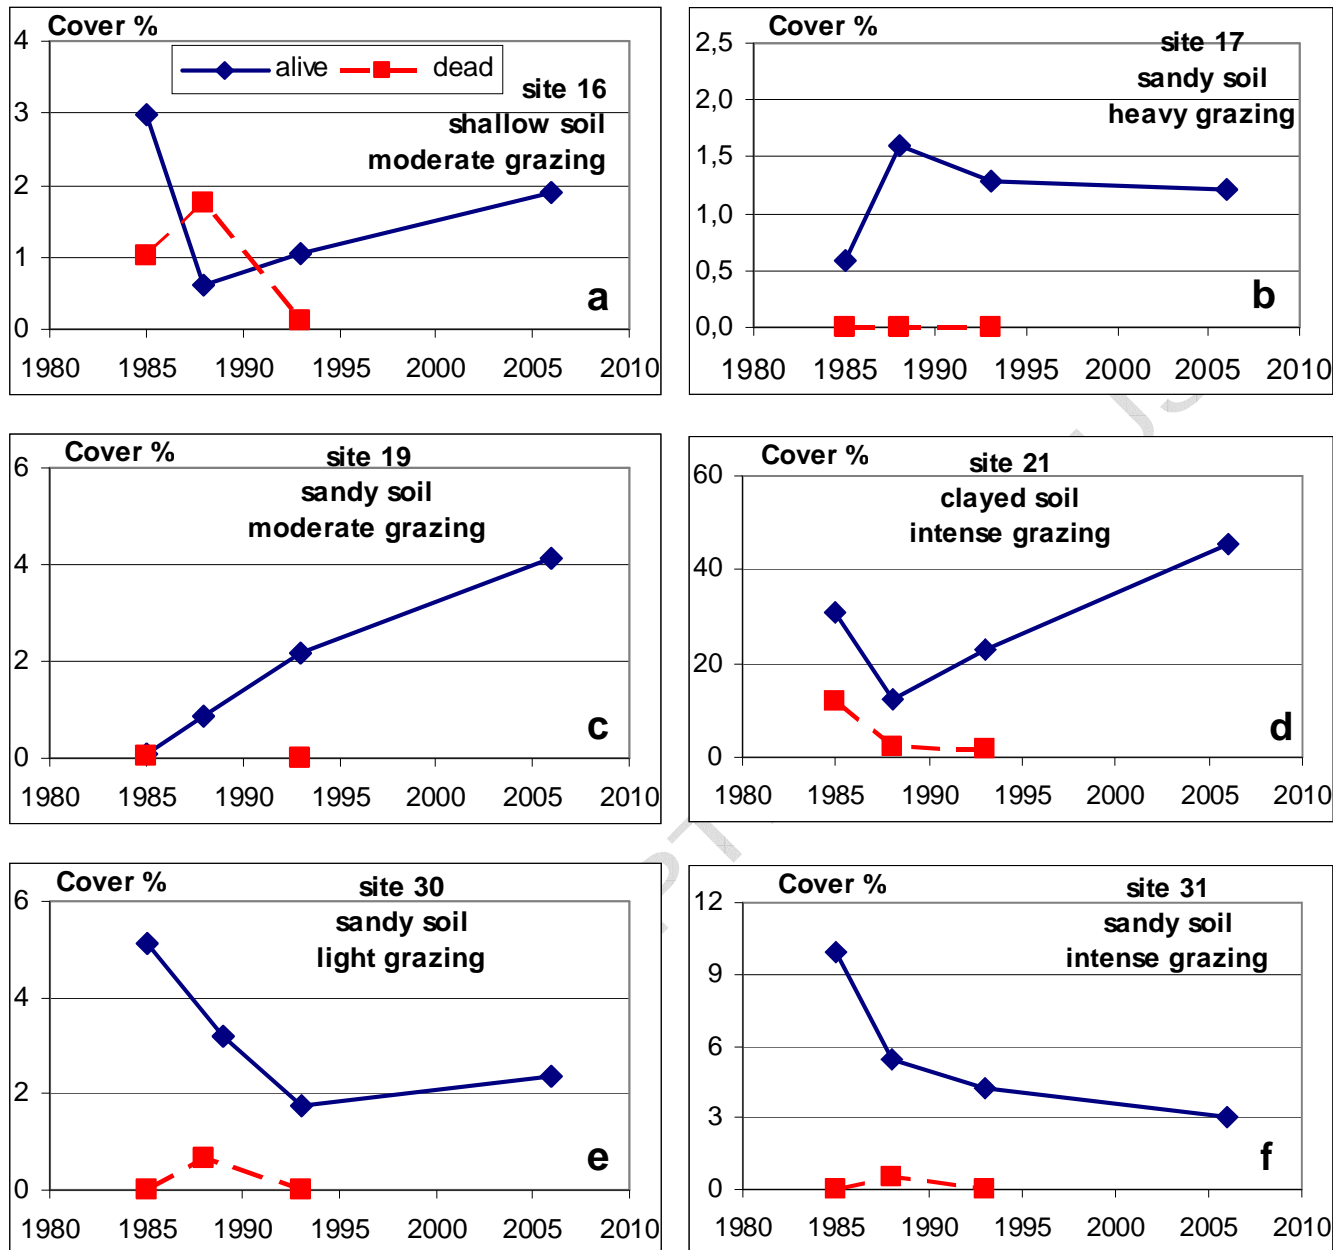 Cover %
alive dead
site 16
shallow soil
moderate grazing
4
3
2
1
0
a
1980 1985 1990 1995 2000 2005 2010
Cover %
site 17
sandy soil
heavy grazing
2,5
2,0
1,5
1,0
0,5
0,0
b
1980 1985 1990 1995 2000 2005 2010
Cover %
site 19
sandy soil
moderate grazing
6
4
2
0
c
1980 1985 1990 1995 2000 2005 2010
Cover %
site 21
clayed soil
intense grazing
60
40
20
0
d
1980 1985 1990 1995 2000 2005 2010
Cover %
site 30
sandy soil
light grazing
6
4
2
0
e
1980 1985 1990 1995 2000 2005 2010
Cover %
site 31
sandy soil
intense grazing
12
9
6
3
0
f
1980 1985 1990 1995 2000 2005 2010